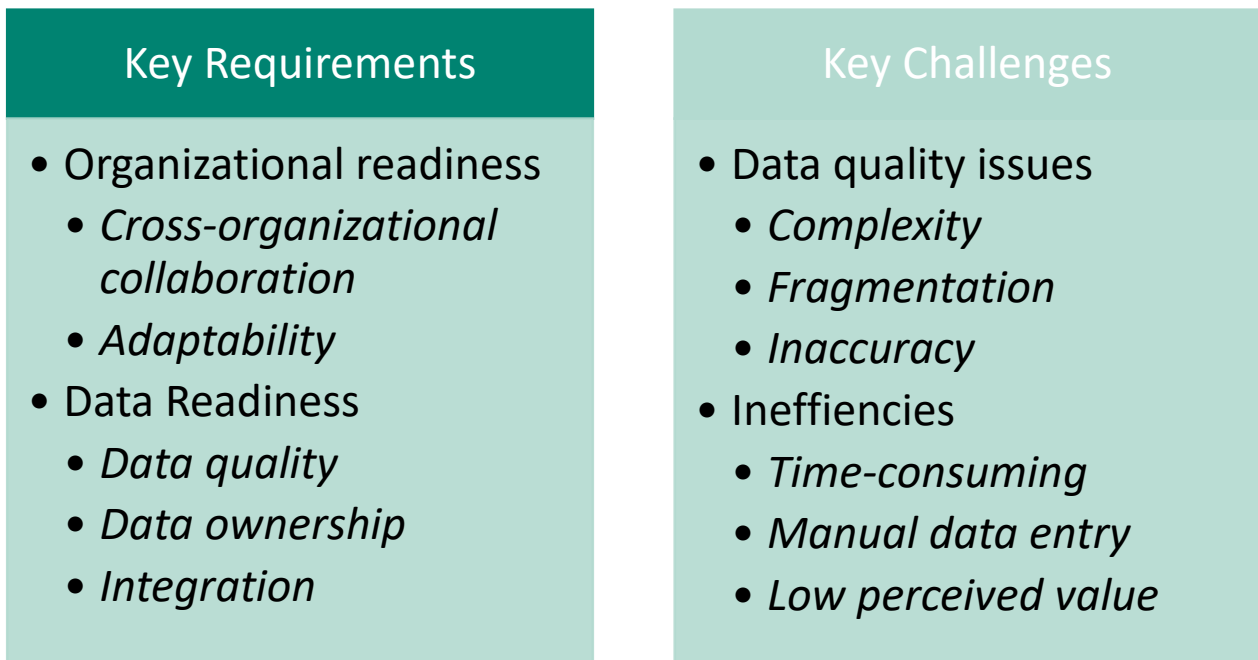 Key Requirements
• Organizational readiness
• Cross-organizational
collaboration
• Adaptability
• Data Readiness
• Data quality
• Data ownership
• Integration
Key Challenges
• Data quality issues
• Complexity
• Fragmentation
• Inaccuracy
• Ineffiencies
• Time-consuming
• Manual data entry
• Low perceived value